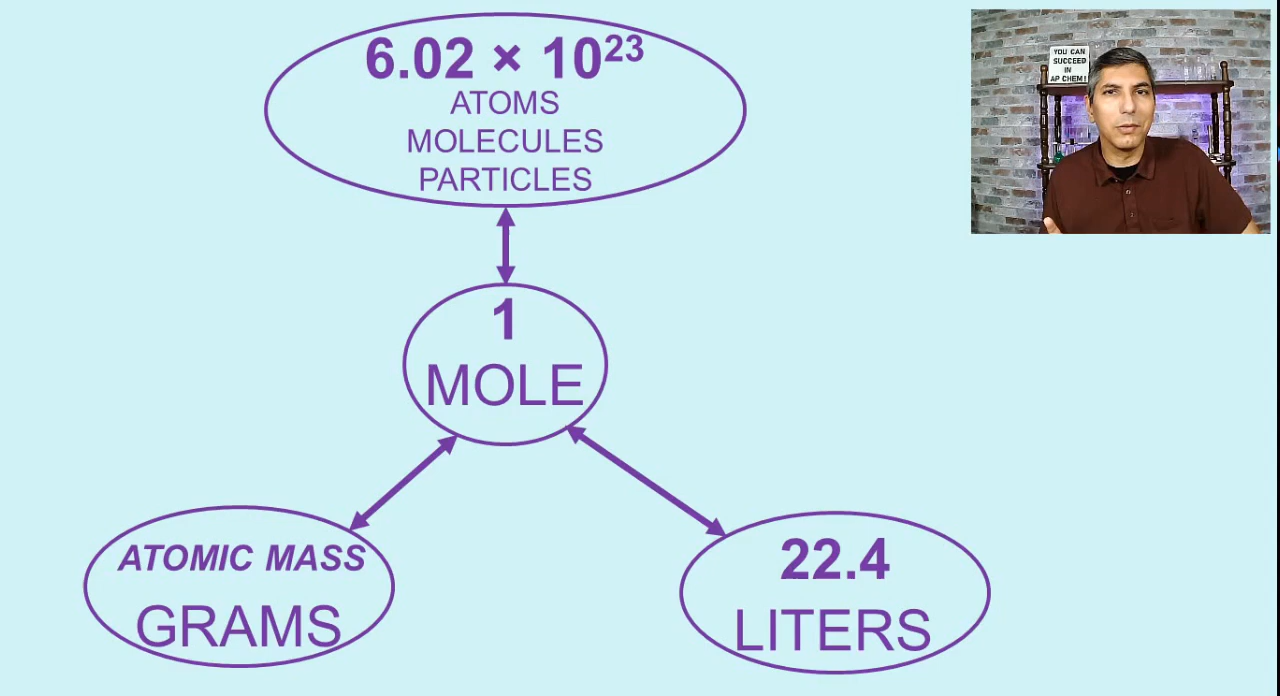 6.02 × 10²³
ATOMS
MOLECULES
PARTICLES
YOU CAN
SUCCEED
IN
AP CHEM!
1
MOLE
ATOMIC MASS
GRAMS
22.4
LITERS